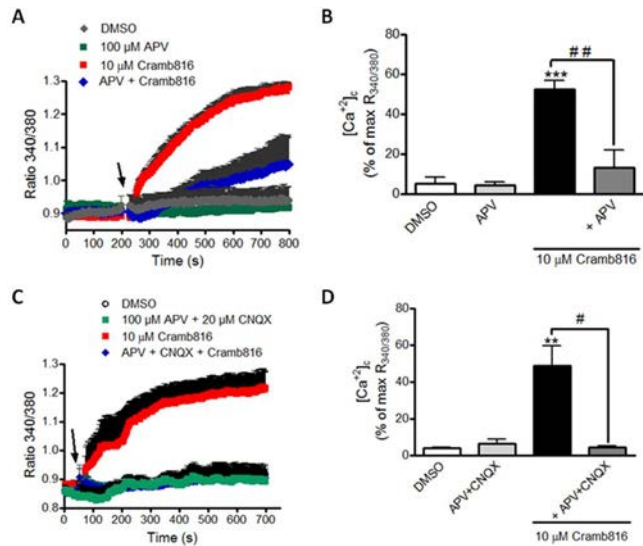 A
DMSO
100 µM APV
10 µM Cramb816
APV + Cramb816
1.3
1.2
1.1
1.0
0.9
Ratio 340/380
0 100 200 300 400 500 600 700 800
Time (s)
B
[Ca+2]c
(% of max R340/380)
80
60
40
20
0
***
# #
DMSO
APV
+ APV
10 µM Cramb816
C
DMSO
100 µM APV + 20 µM CNQX
10 µM Cramb816
APV + CNQX + Cramb816
1.3
1.2
1.1
1.0
0.9
0.8
Ratio 340/380
0 100 200 300 400 500 600 700
Time (s)
D
[Ca+2]c
(% of max R340/380)
80
60
40
20
0
**
#
DMSO
APV+CNQX
+ APV+CNQX
10 µM Cramb816